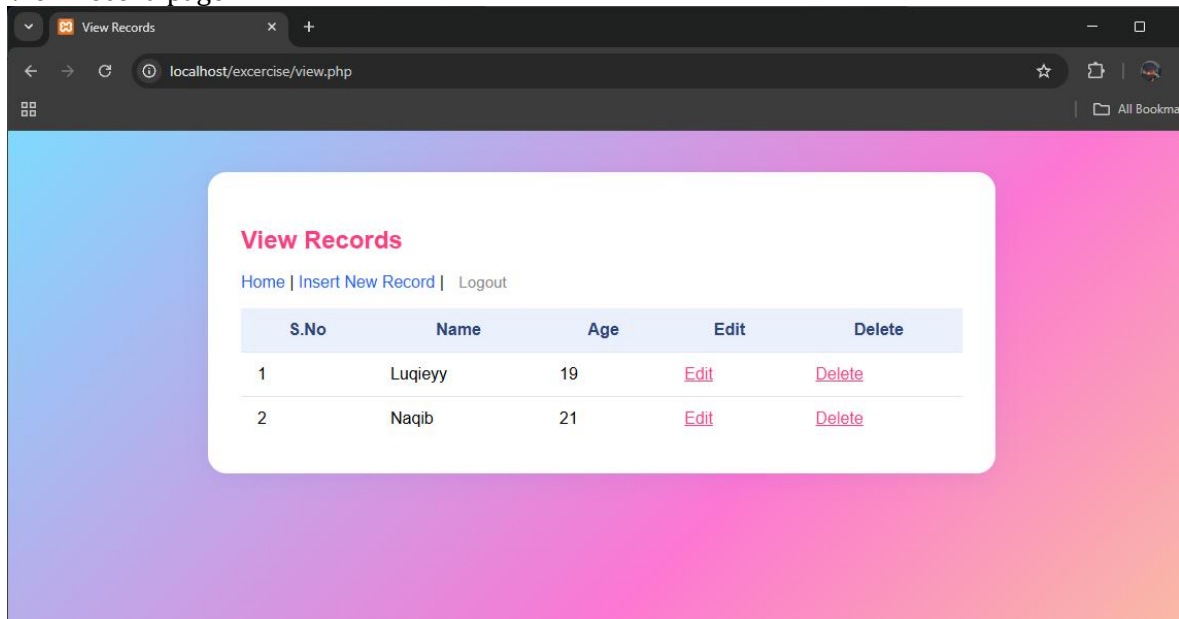 View Records
localhost/excercise/view.php
All Bookma
View Records
Home | Insert New Record | Logout
S.No Name Age Edit Delete
1 Luqieyy 19 Edit Delete
2 Naqib 21 Edit Delete